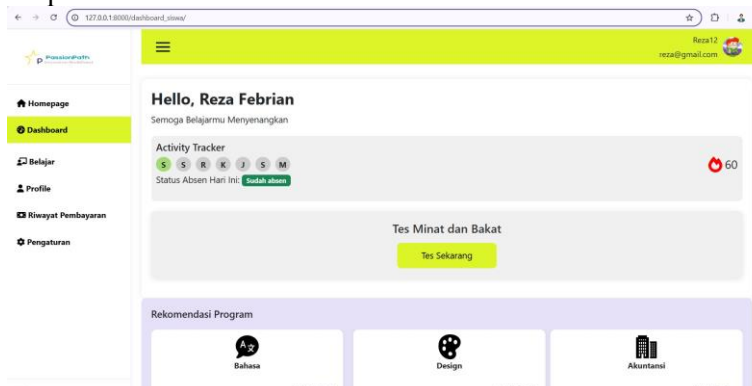 127.0.0.1:8000/dashboard_siswa/
PassionPath
Reza12
reza@gmail.com
Homepage
Dashboard
Belajar
Profile
Riwayat Pembayaran
Pengaturan
Hello, Reza Febrian
Semoga Belajarmu Menyenangkan
Activity Tracker
S S R K J S M
60
Status Absen Hari Ini: Sudah absen
Tes Minat dan Bakat
Tes Sekarang
Rekomendasi Program
Bahasa
Design
Akuntansi